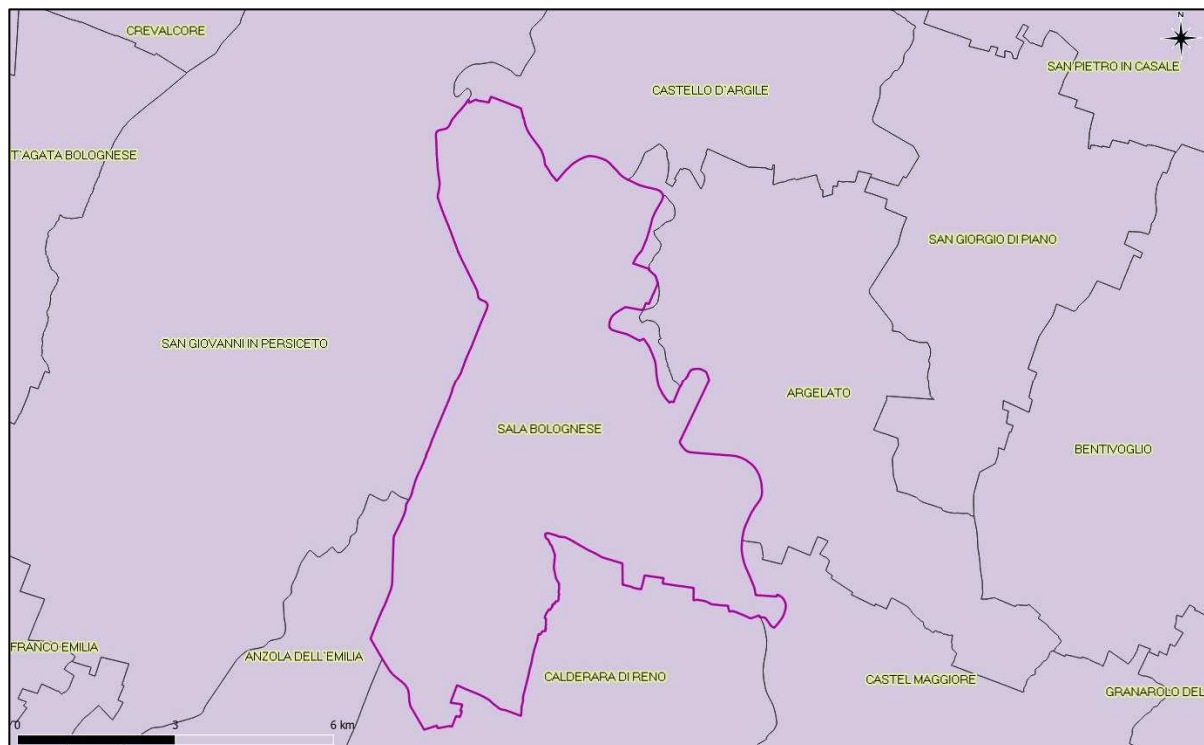 N
CREVALCORE
SAN PIETRO IN CASALE
CASTELLO D`ARGILE
T`AGATA BOLOGNESE
SAN GIORGIO DI PIANO
SAN GIOVANNI IN PERSICETO
ARGELATO
SALA BOLOGNESE
BENTIVOGLIO
FRANCO EMILIA
ANZOLA DELL`EMILIA
CALDERARA DI RENO
CASTEL MAGGIORE
GRANAROLO DEL
0 3 6 km